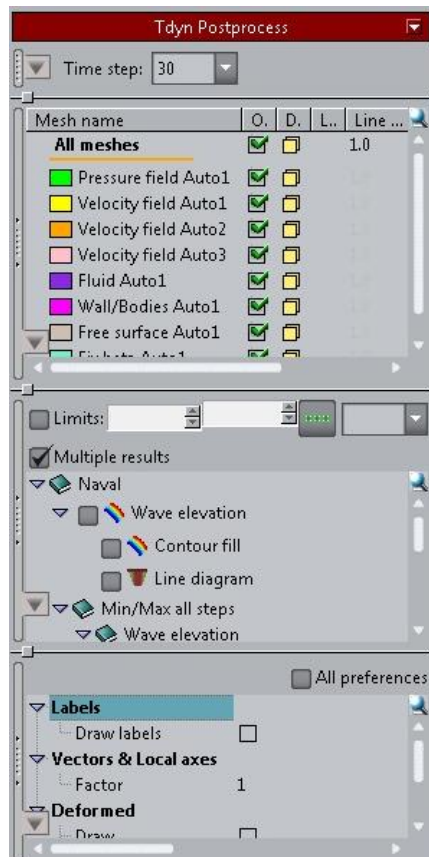 Tdyn Postprocess
Time step: 30
Mesh name O. D. L.. Line ...
All meshes 1.0
Pressure field Auto1
Velocity field Auto1
Velocity field Auto2
Velocity field Auto3
Fluid Auto1
Wall/Bodies Auto1
Free surface Auto1
Limits:
Multiple results
Naval
Wave elevation
Contour fill
Line diagram
Min/Max all steps
Wave elevation
All preferences
Labels
Draw labels
Vectors & Local axes
Factor 1
Deformed
Draw